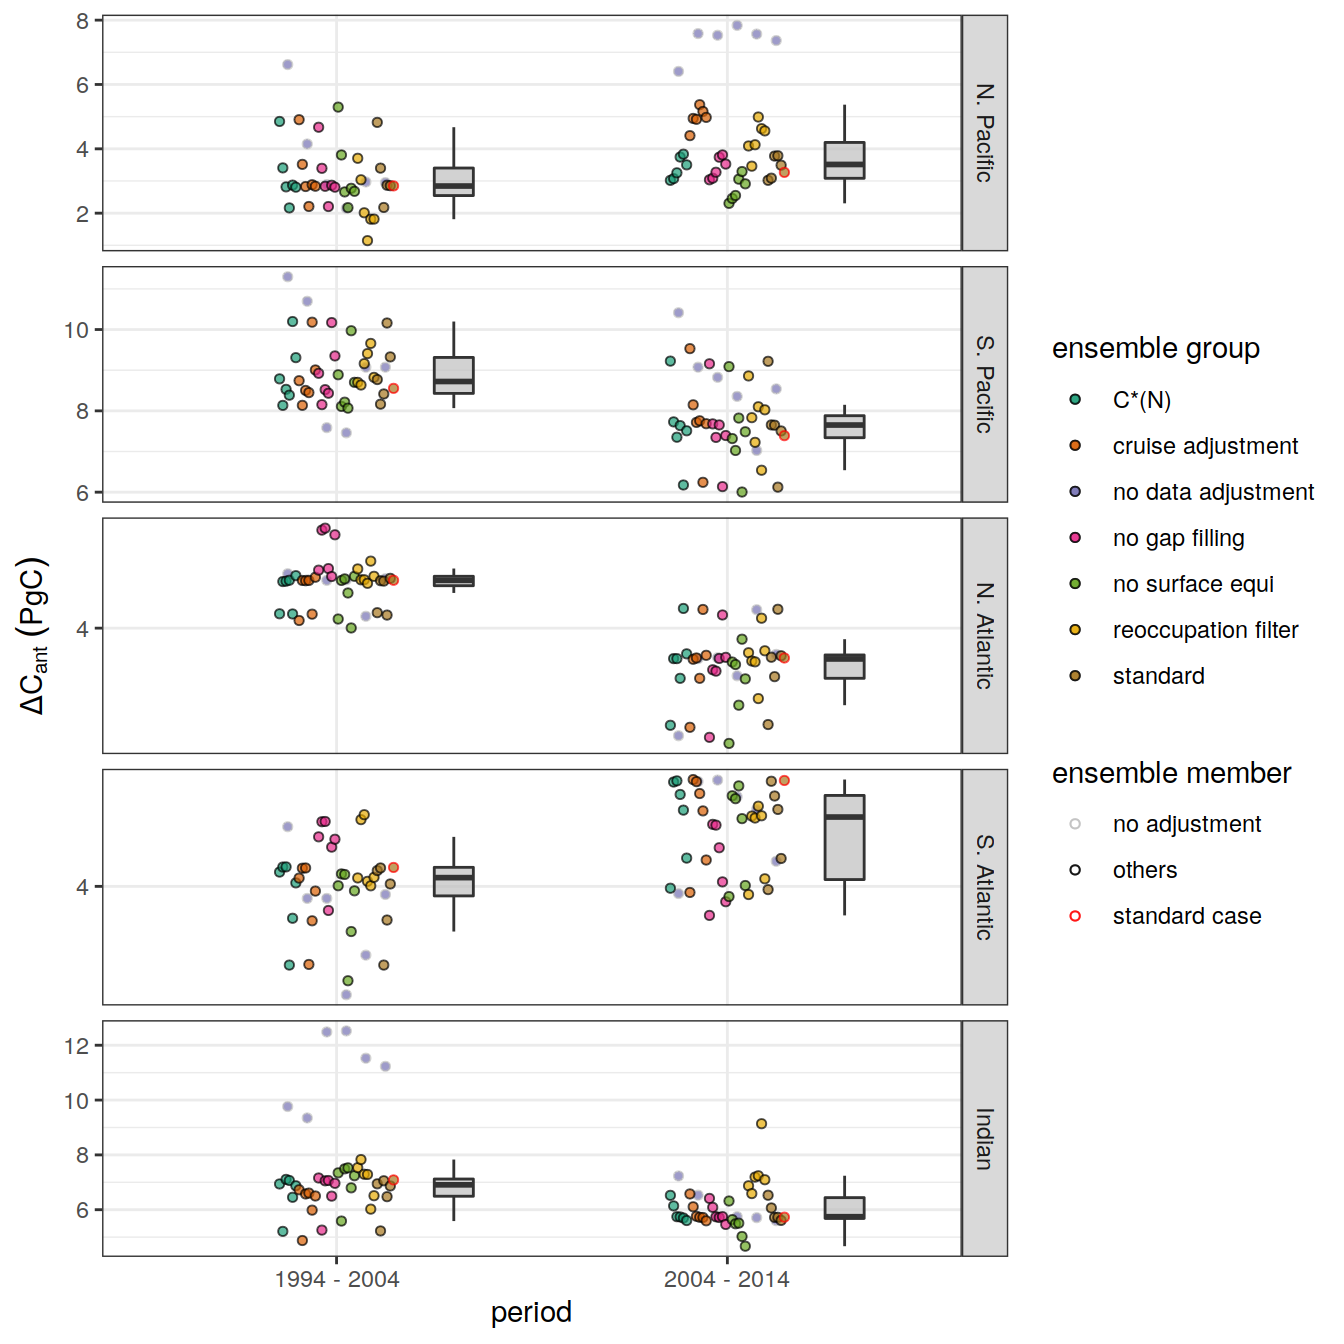 8
6
4
2
N. Pacific
10
8
6
S. Pacific
4
N. Atlantic
4
S. Atlantic
12
10
8
6
Indian
ΔCant (PgC)
1994 - 2004
2004 - 2014
period
ensemble group
C*(N)
cruise adjustment
no data adjustment
no gap filling
no surface equi
reoccupation filter
standard
ensemble member
no adjustment
others
standard case